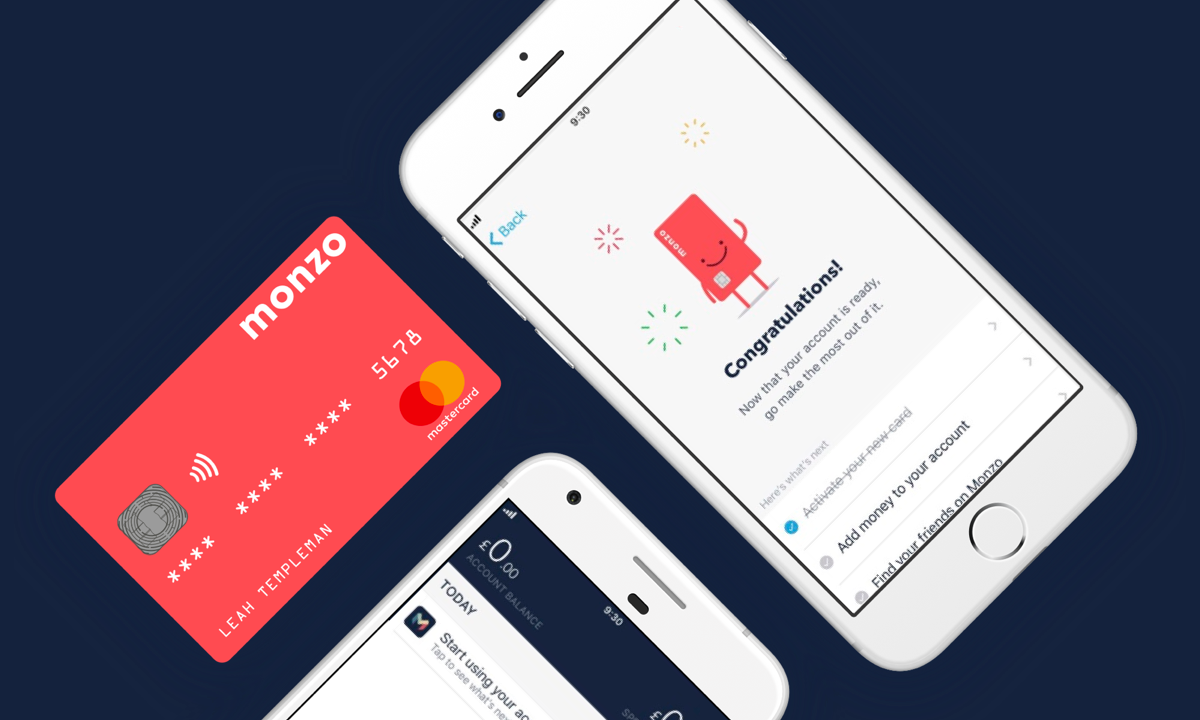 monzo
**** **** **** 5678
mastercard
LEAH TEMPLEMAN
9:30
Back
monzo
Congratulations!
Now that your account is ready,
go make the most out of it.
Here's what's next
Activate your new card
Add money to your account
Find your friends on Monzo
£0.00
ACCOUNT BALANCE
9:30
£0
TODAY
Start using your
Tap to see what's